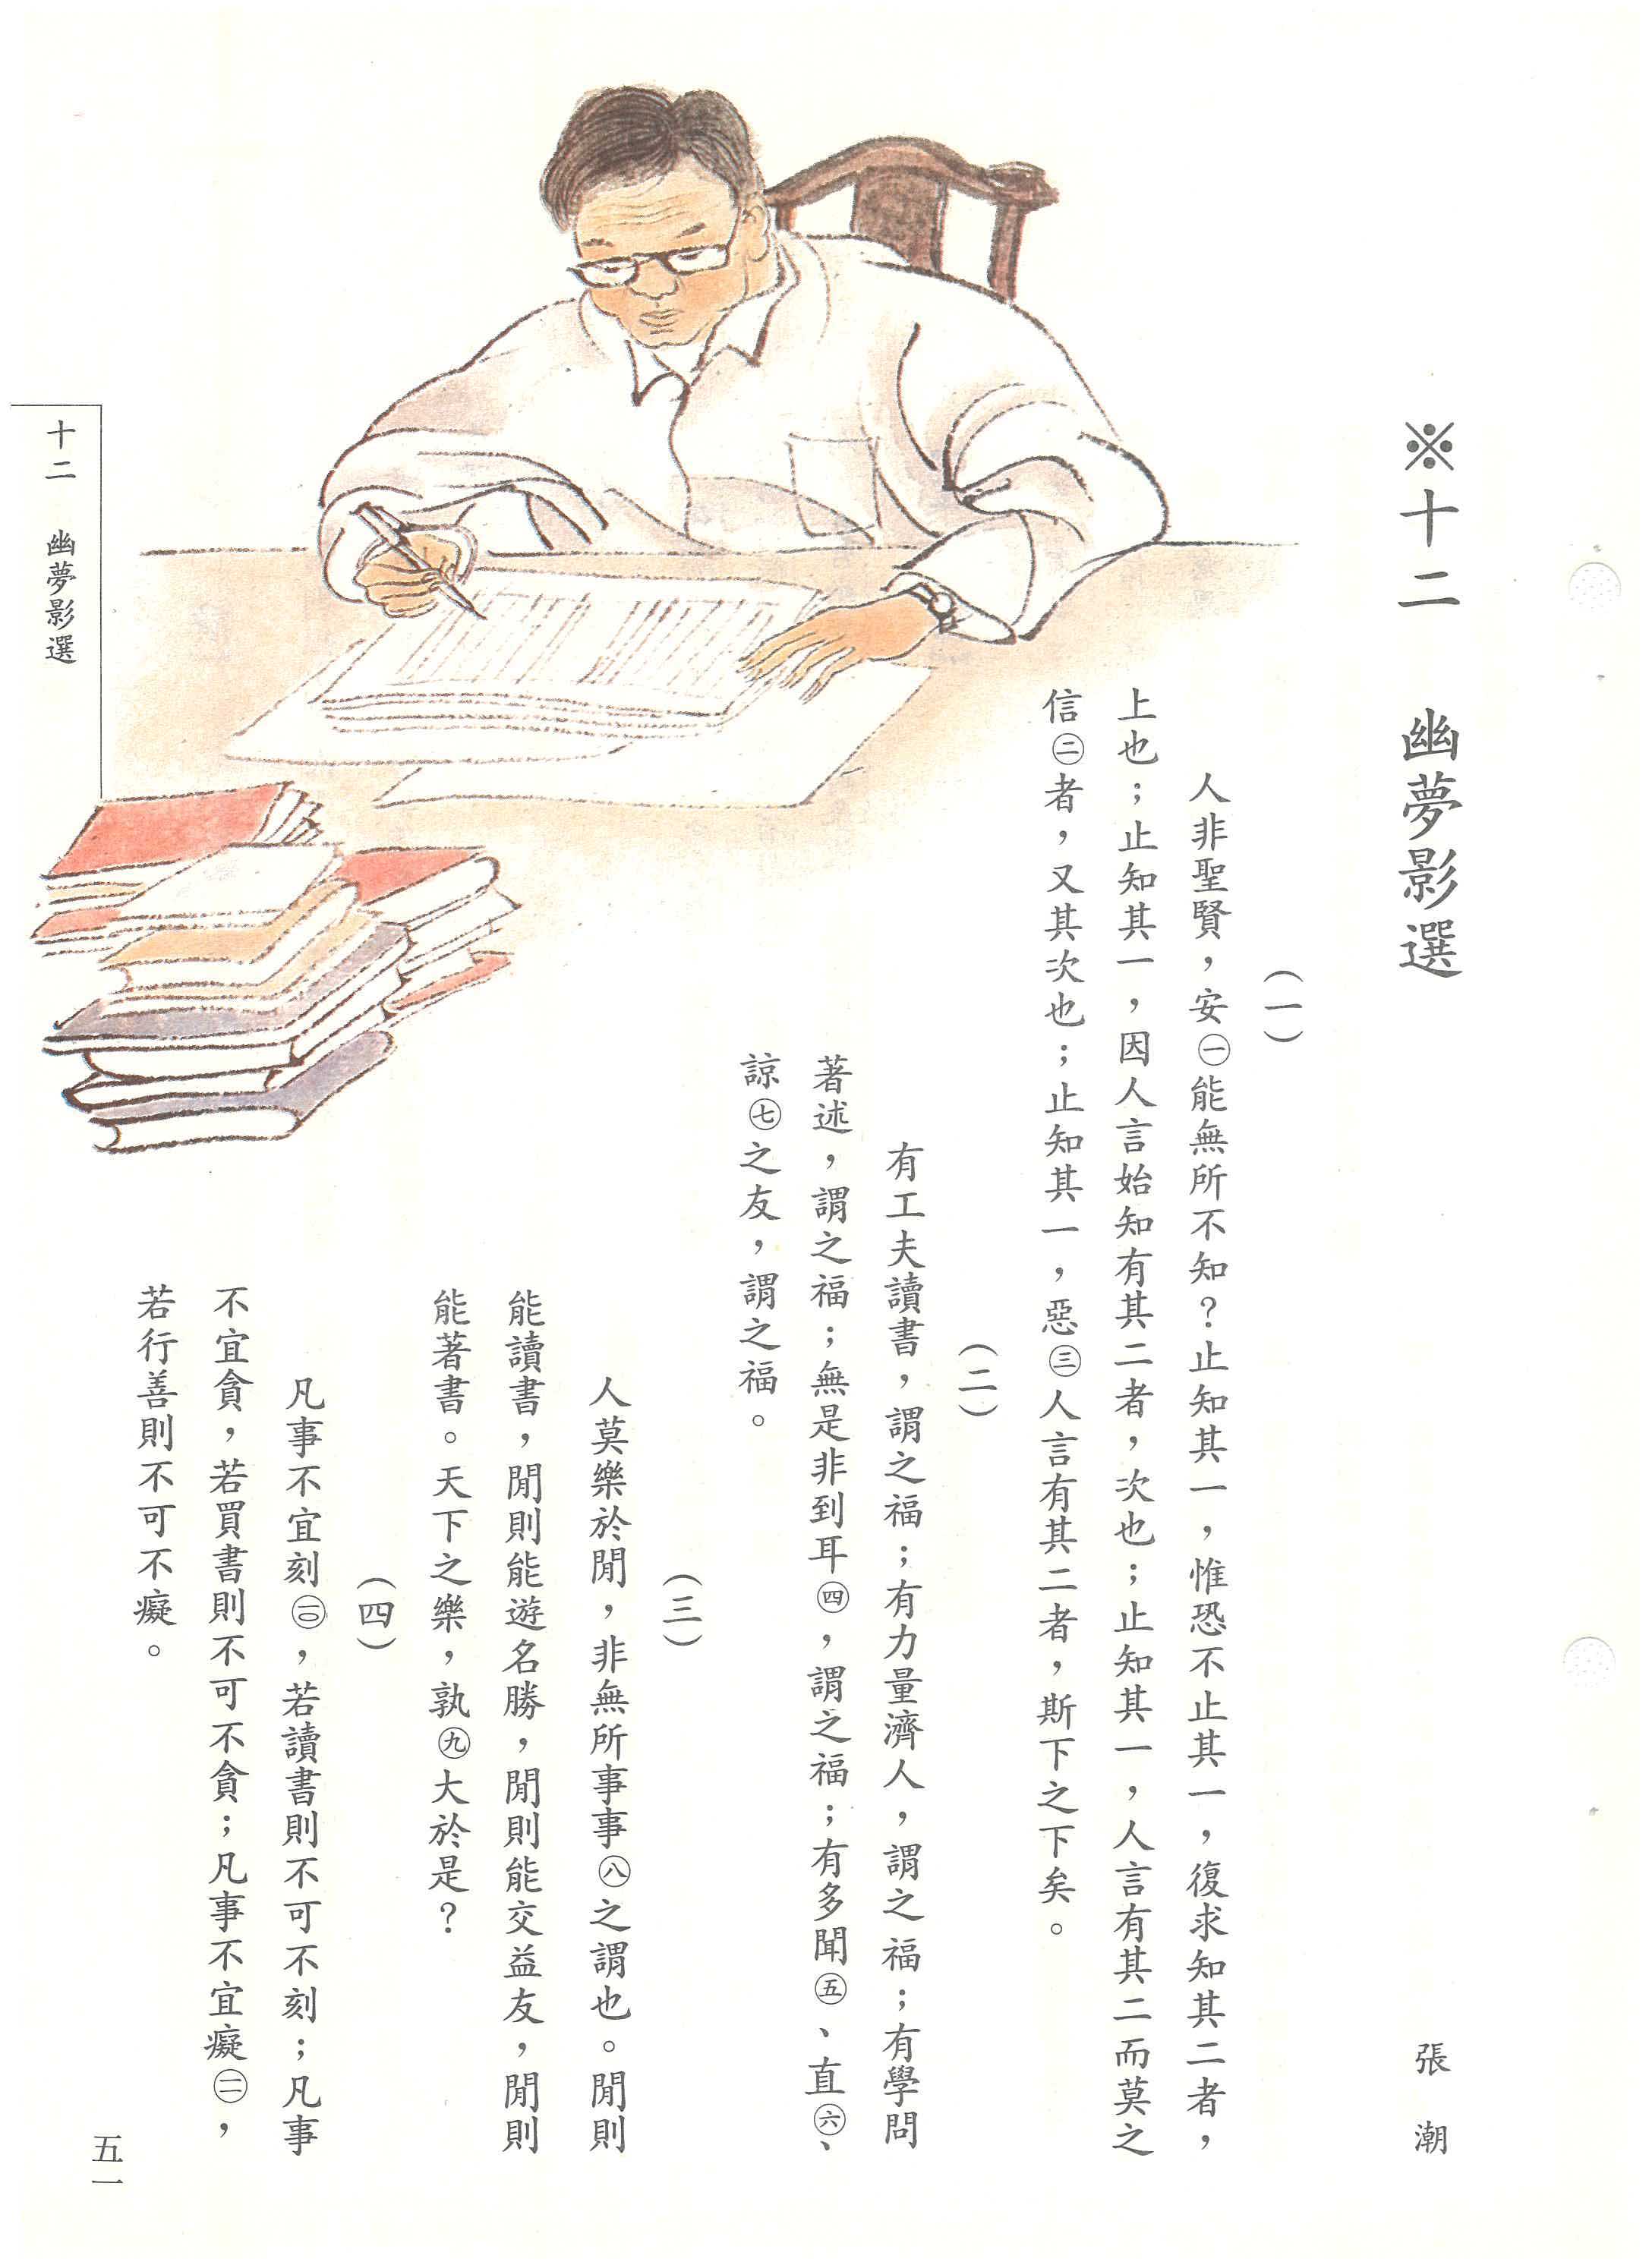 ※十二　幽夢影選
張　潮
（一）
人非聖賢，安㊀能無所不知？止知其一，惟恐不止其一，復求知其二者，
上也；止知其一，因人言始知有其二者，次也；止知其一，人言有其二而莫之
信㊁者，又其次也；止知其一，惡㊂人言有其二者，斯下之下矣。
（二）
有工夫讀書，謂之福；有力量濟人，謂之福；有學問
著述，謂之福；無是非到耳㊃，謂之福；有多聞㊄、直㊅、
諒㊆之友，謂之福。
（三）
人莫樂於閒，非無所事事㊇之謂也。閒則
能讀書，閒則能遊名勝，閒則能交益友，閒則
能著書。天下之樂，孰㊈大於是？
（四）
凡事不宜刻㊀〇，若讀書則不可不刻；凡事
不宜貪，若買書則不可不貪；凡事不宜癡㊀一，
若行善則不可不癡。
十二　幽夢影選
五一